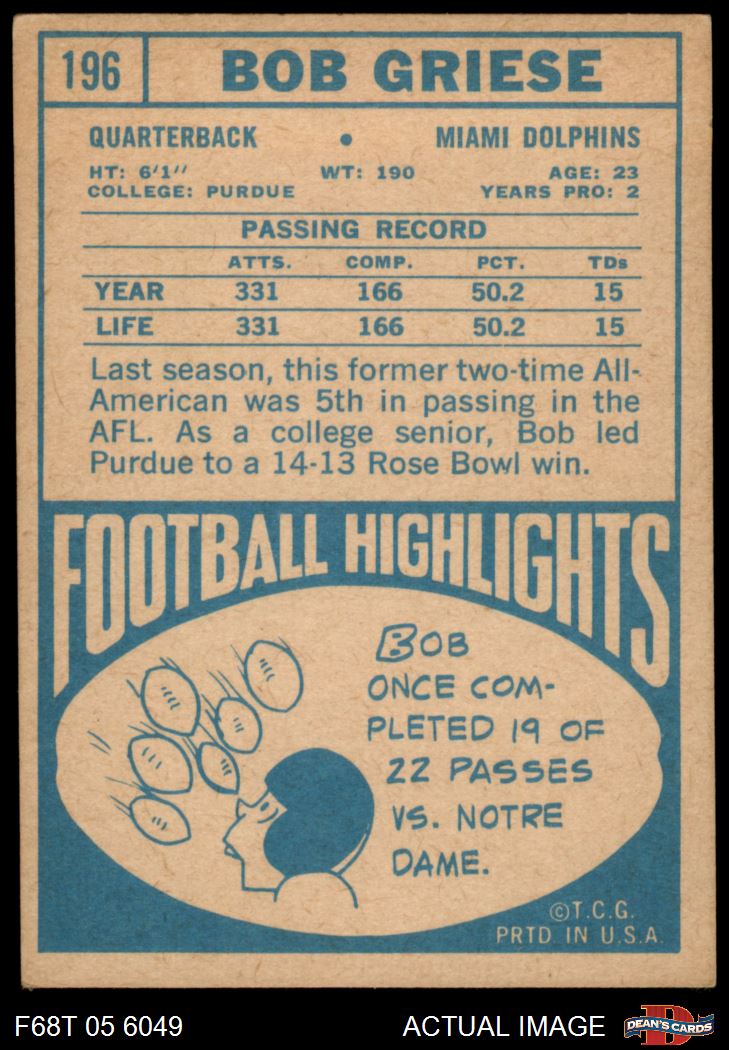 196
BOB GRIESE
QUARTERBACK • MIAMI DOLPHINS
HT: 6'1" WT: 190 AGE: 23
COLLEGE: PURDUE YEARS PRO: 2
PASSING RECORD
ATTS. COMP. PCT. TDs
YEAR 331 166 50.2 15
LIFE 331 166 50.2 15
Last season, this former two-time All-
American was 5th in passing in the
AFL. As a college senior, Bob led
Purdue to a 14-13 Rose Bowl win.
FOOTBALL HIGHLIGHTS
BOB
ONCE COM-
PLETED 19 OF
22 PASSES
VS. NOTRE
DAME.
©T.C.G.
PRTD. IN U.S.A.
F68T 05 6049 ACTUAL IMAGE
D
DEAN'S CARDS